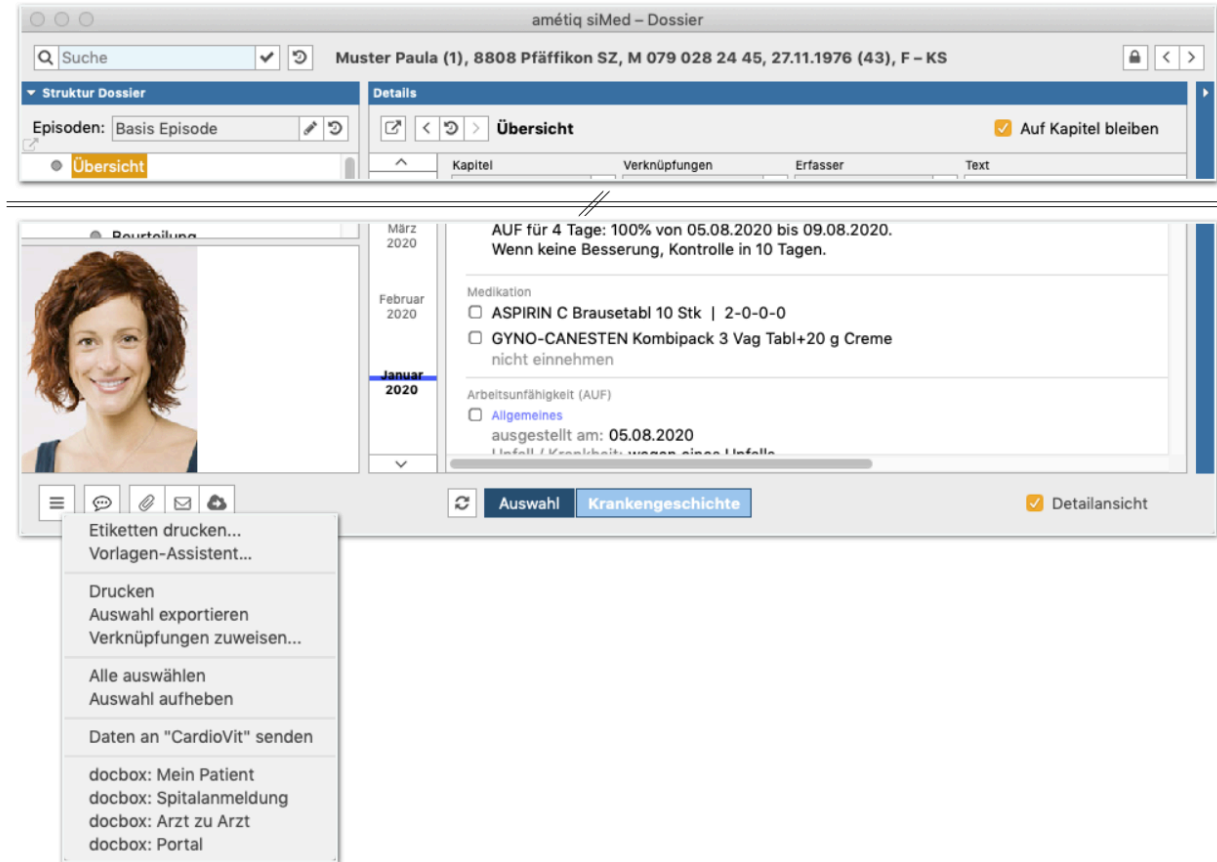 amétiq siMed – Dossier
Suche
Muster Paula (1), 8808 Pfäffikon SZ, M 079 028 24 45, 27.11.1976 (43), F – KS
Struktur Dossier
Details
Episoden: Basis Episode
Übersicht
Auf Kapitel bleiben
Übersicht
Kapitel Verknüpfungen Erfasser Text
Beurteilung
März
2020
AUF für 4 Tage: 100% von 05.08.2020 bis 09.08.2020.
Wenn keine Besserung, Kontrolle in 10 Tagen.
Februar
2020
Medikation
ASPIRIN C Brausetabl 10 Stk | 2-0-0-0
GYNO-CANESTEN Kombipack 3 Vag Tabl+20 g Creme
nicht einnehmen
Januar
2020
Arbeitsunfähigkeit (AUF)
Allgemeines
ausgestellt am: 05.08.2020
Unfall / Krankheit: wegen eines Unfalls
Auswahl Krankengeschichte
Detailansicht
Etiketten drucken...
Vorlagen-Assistent...
Drucken
Auswahl exportieren
Verknüpfungen zuweisen...
Alle auswählen
Auswahl aufheben
Daten an "CardioVit" senden
docbox: Mein Patient
docbox: Spitalanmeldung
docbox: Arzt zu Arzt
docbox: Portal